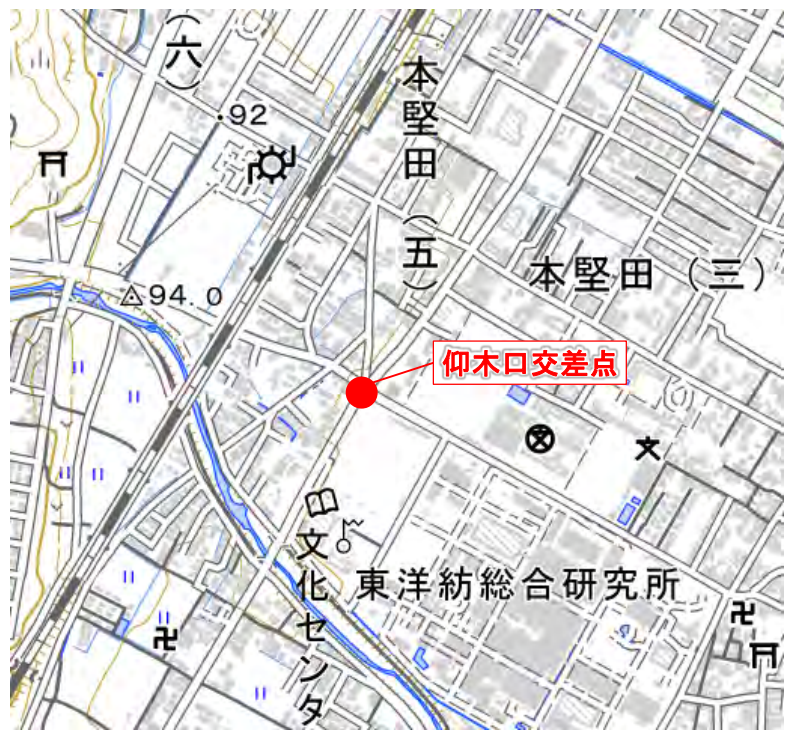 (六)
本堅田(五)
・92
本堅田(三)
94.0
仰木口交差点
文化センタ
東洋紡総合研究所